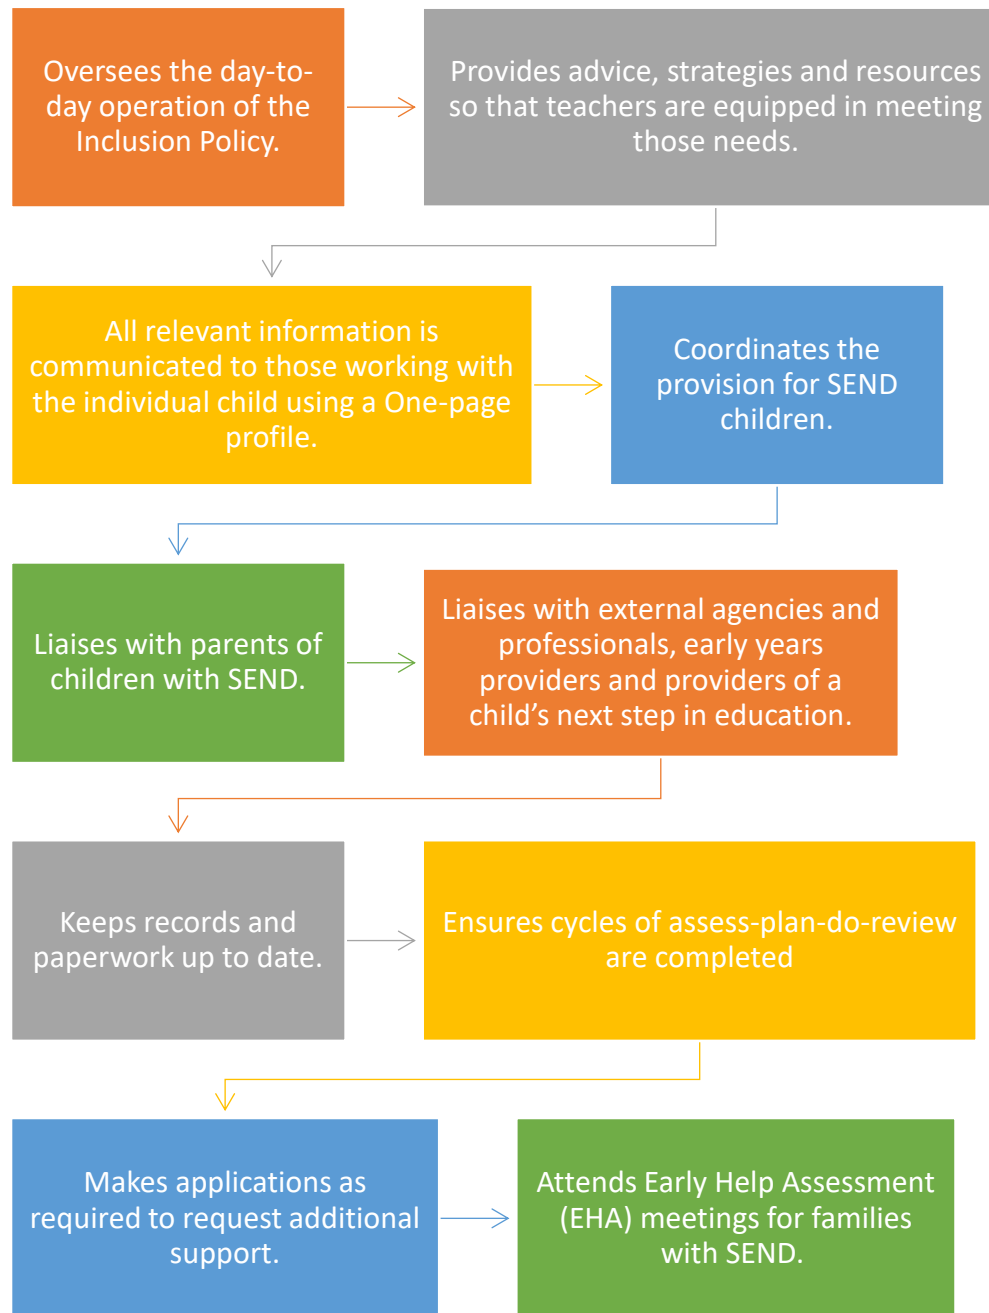 Oversees the day-to-
day operation of the
Inclusion Policy.
Provides advice, strategies and resources
so that teachers are equipped in meeting
those needs.
All relevant information is
communicated to those working with
the individual child using a One-page
profile.
Coordinates the
provision for SEND
children.
Liaises with parents of
children with SEND.
Liaises with external agencies and
professionals, early years
providers and providers of a
child’s next step in education.
Keeps records and
paperwork up to date.
Ensures cycles of assess-plan-do-review
are completed
Makes applications as
required to request additional
support.
Attends Early Help Assessment
(EHA) meetings for families
with SEND.